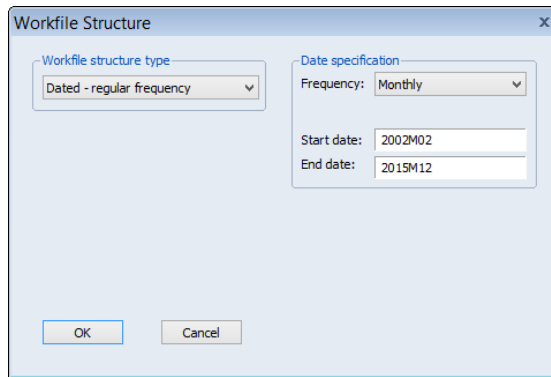 Workfile Structure
x
Workfile structure type
Dated - regular frequency
Date specification
Frequency: Monthly
Start date: 2002M02
End date: 2015M12
OK
Cancel